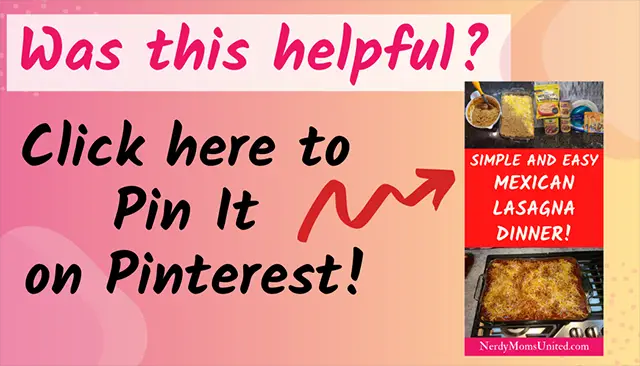 Was this helpful?
Click here to
Pin It
on Pinterest!
SIMPLE AND EASY
MEXICAN
LASAGNA
DINNER!
NerdyMomsUnited.com